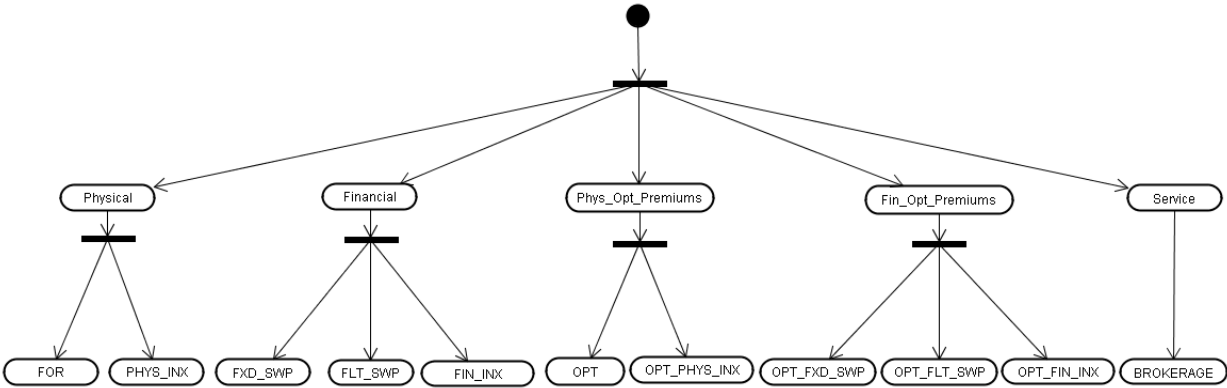 Physical
Financial
Phys_Opt_Premiums
Fin_Opt_Premiums
Service
FOR
PHYS_INX
FXD_SWP
FLT_SWP
FIN_INX
OPT
OPT_PHYS_INX
OPT_FXD_SWP
OPT_FLT_SWP
OPT_FIN_INX
BROKERAGE